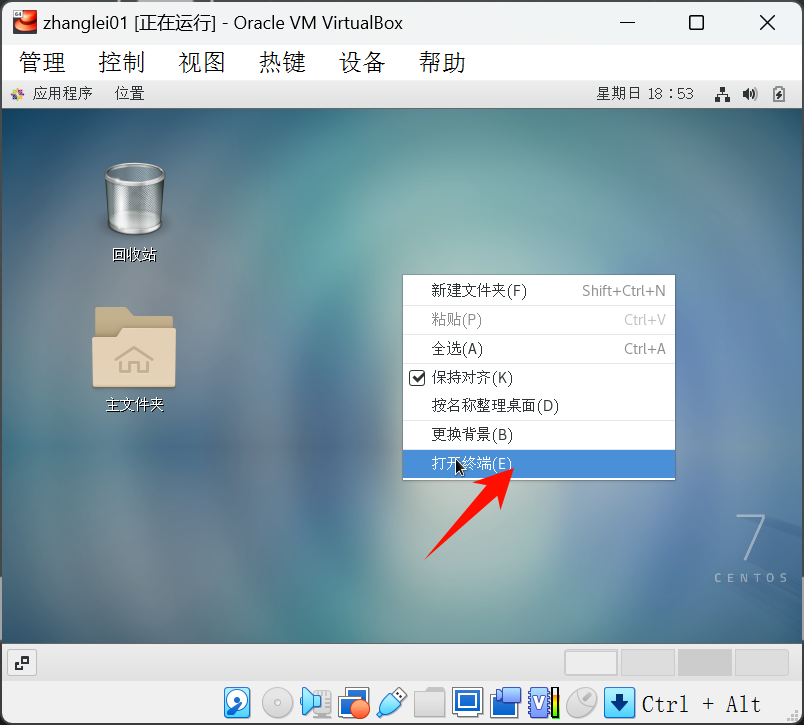 zhanglei01 [正在运行] - Oracle VM VirtualBox
管理 控制 视图 热键 设备 帮助
应用程序 位置 星期日 18：53
回收站
新建文件夹(F) Shift+Ctrl+N
粘贴(P) Ctrl+V
全选(A) Ctrl+A
保持对齐(K)
按名称整理桌面(D)
更换背景(B)
打开终端(E)
主文件夹
7
CENTOS
Ctrl + Alt